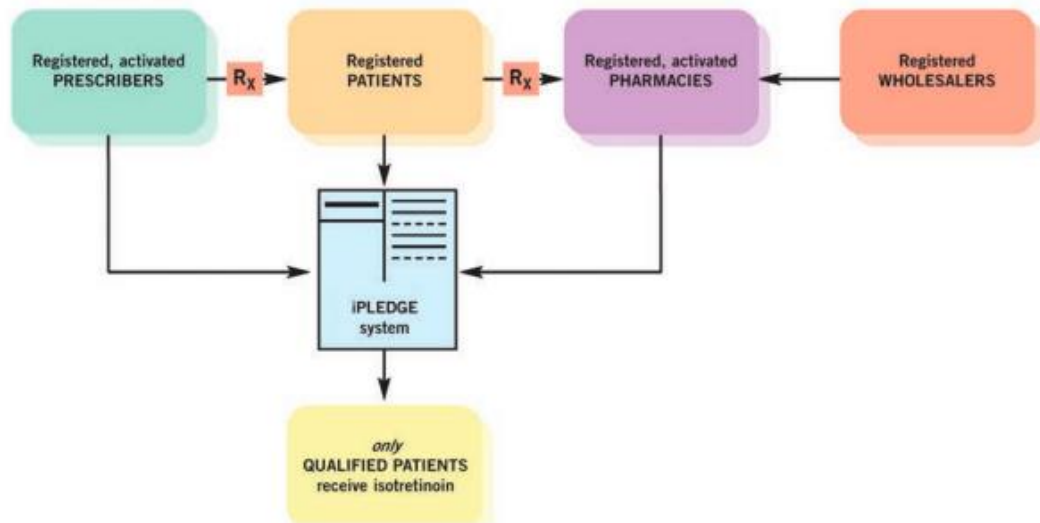 Registered, activated
PRESCRIBERS
Rx
Registered
PATIENTS
Rx
Registered, activated
PHARMACIES
Registered
WHOLESALERS
iPLEDGE
system
only
QUALIFIED PATIENTS
receive isotretinoin